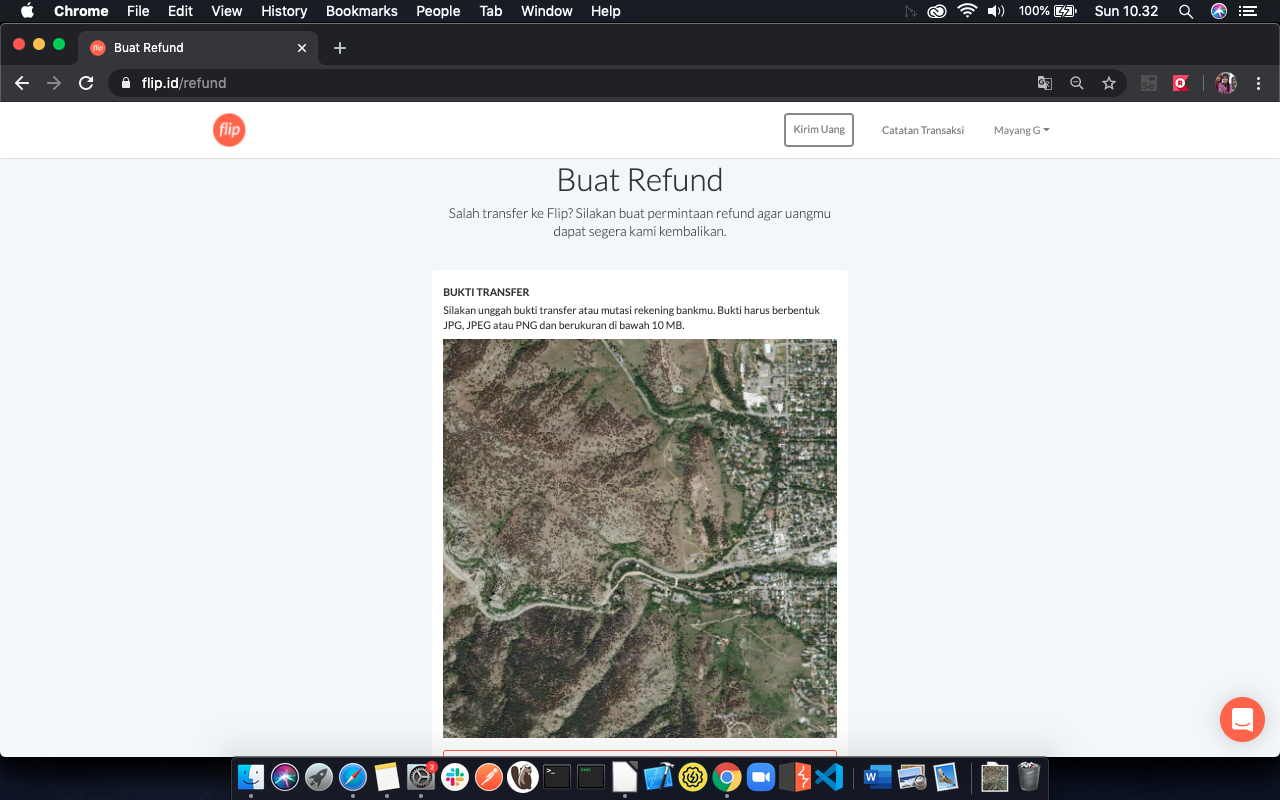 Chrome File Edit View History Bookmarks People Tab Window Help 100% Sun 10.32
flip Buat Refund
flip.id/refund
flip Kirim Uang Catatan Transaksi Mayang G
Buat Refund
Salah transfer ke Flip? Silakan buat permintaan refund agar uangmu
dapat segera kami kembalikan.
BUKTI TRANSFER
Silakan unggah bukti transfer atau mutasi rekening bankmu. Bukti harus berbentuk
JPG, JPEG atau PNG dan berukuran di bawah 10 MB.
2